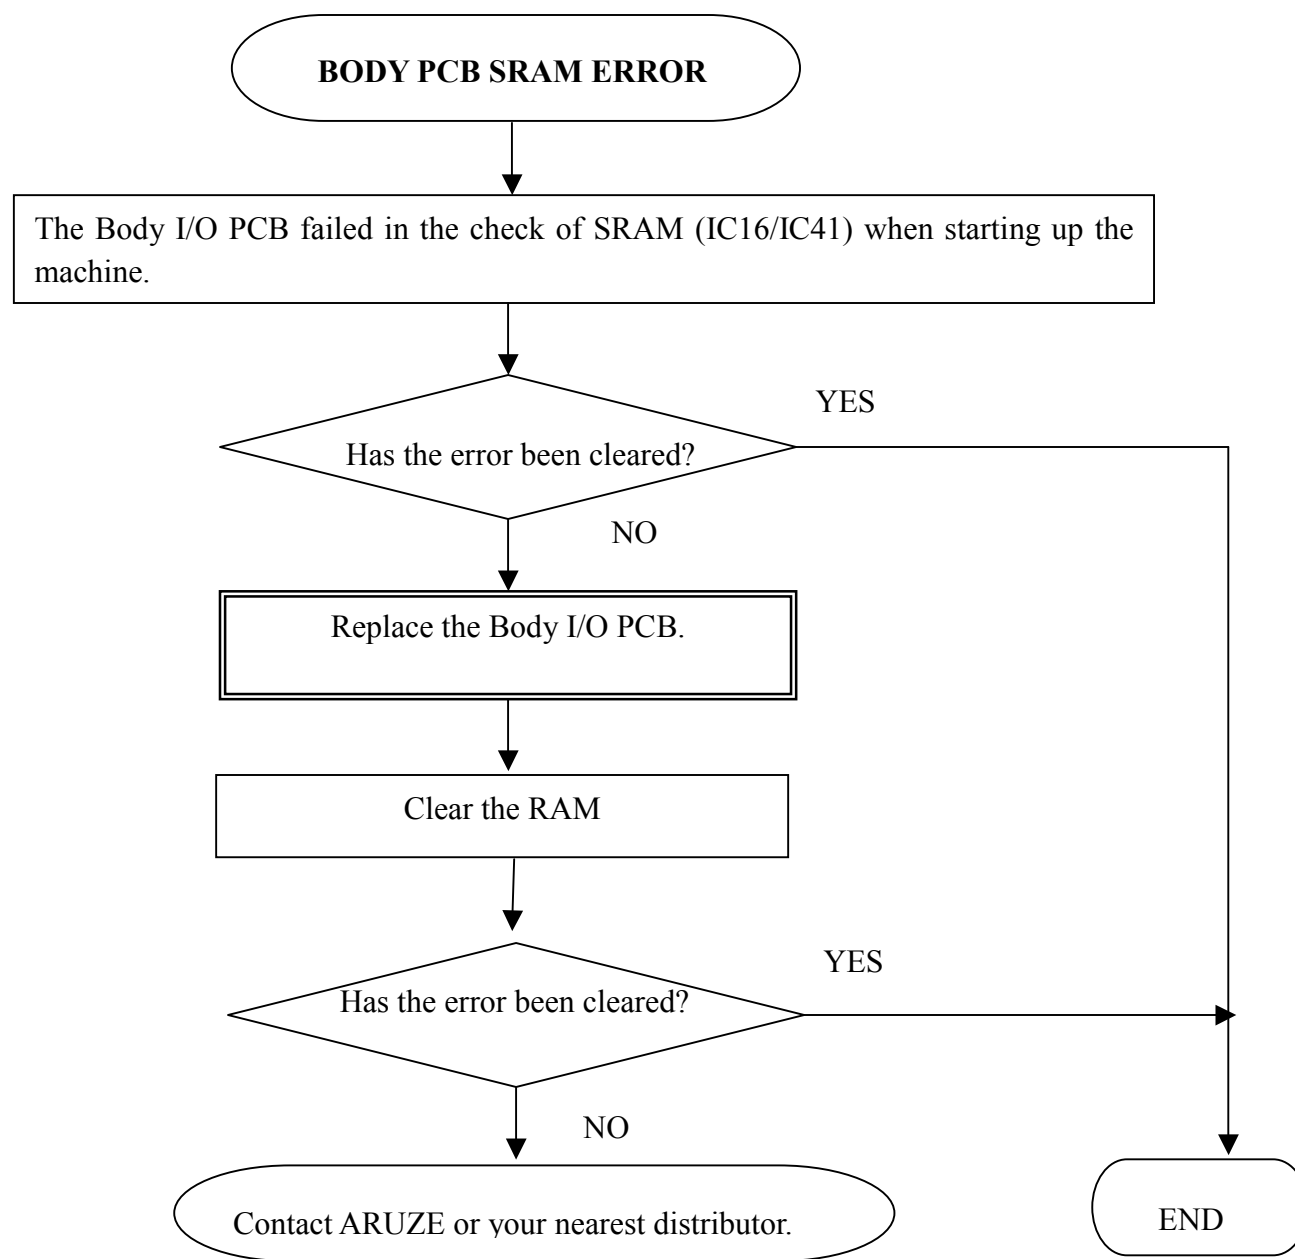 BODY PCB SRAM ERROR
The Body I/O PCB failed in the check of SRAM (IC16/IC41) when starting up the
machine.
YES
Has the error been cleared?
NO
Replace the Body I/O PCB.
Clear the RAM
YES
Has the error been cleared?
NO
Contact ARUZE or your nearest distributor.
END